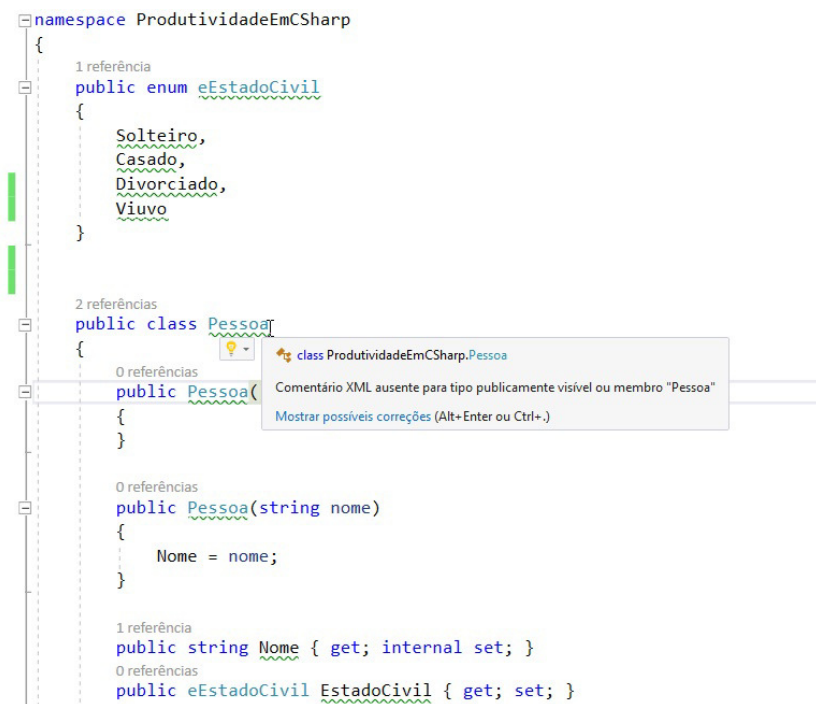 namespace ProdutividadeEmCSharp
{
1 referência
public enum eEstadoCivil
{
Solteiro,
Casado,
Divorciado,
Viuvo
}
2 referências
public class Pessoa
{
class ProdutividadeEmCSharp.Pessoa
0 referências
public Pessoa(
Comentário XML ausente para tipo publicamente visível ou membro "Pessoa"
{
Mostrar possíveis correções (Alt+Enter ou Ctrl+.)
}
0 referências
public Pessoa(string nome)
{
Nome = nome;
}
1 referência
public string Nome { get; internal set; }
0 referências
public eEstadoCivil EstadoCivil { get; set; }